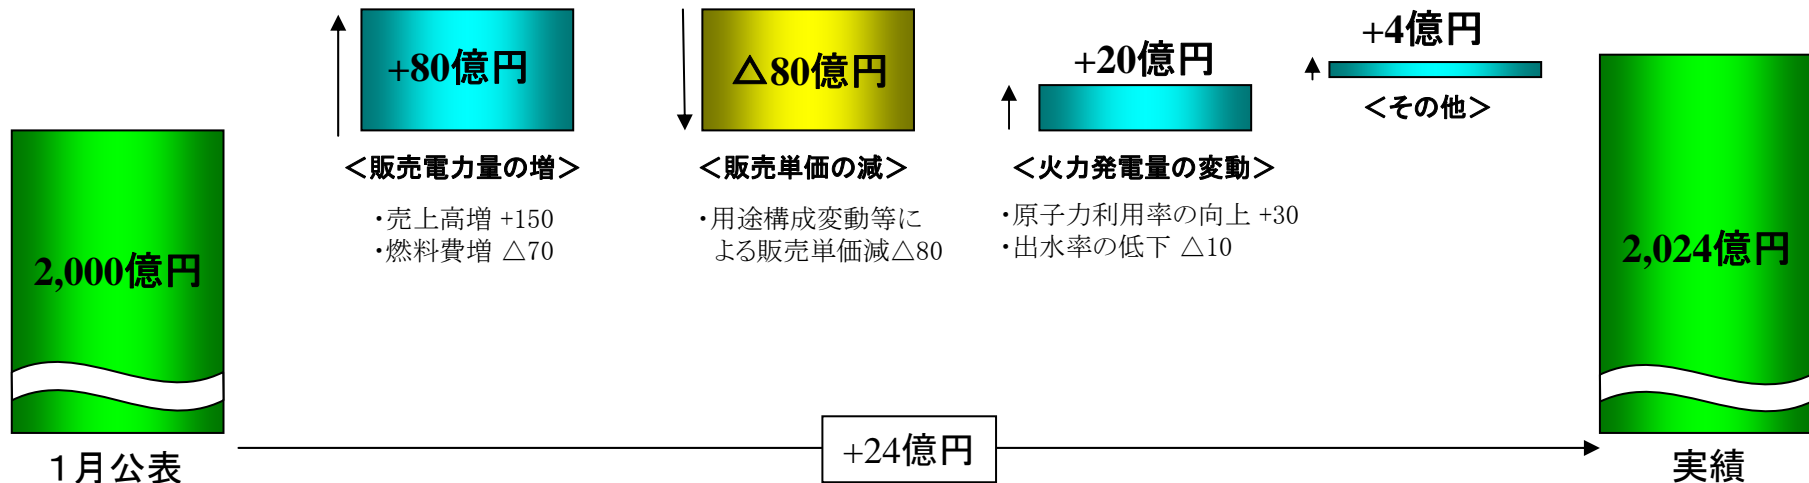 2,000億円
1月公表
+80億円
<販売電力量の増>
・売上高増 +150
・燃料費増 △70
△80億円
<販売単価の減>
・用途構成変動等に
よる販売単価減△80
+20億円
<火力発電量の変動>
・原子力利用率の向上 +30
・出水率の低下 △10
+4億円
<その他>
+24億円
2,024億円
実績